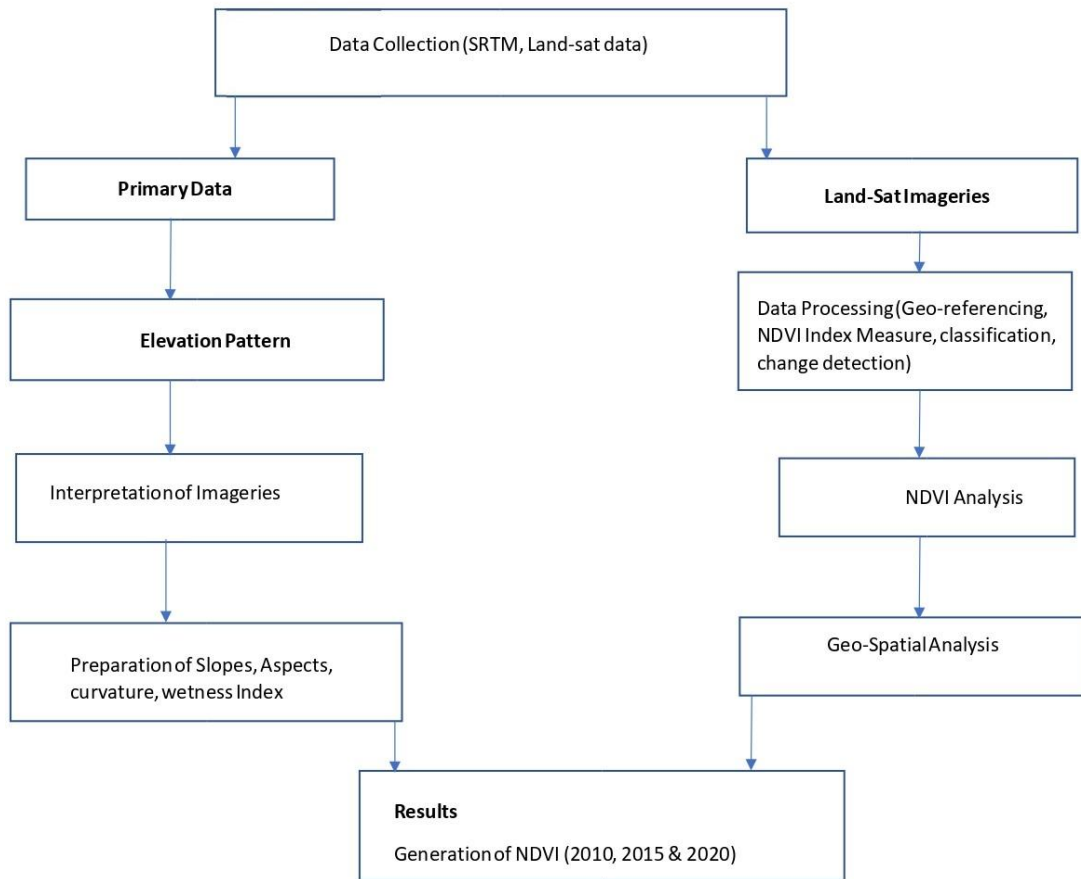 Data Collection (SRTM, Land-sat data)
Primary Data
Land-Sat Imageries
Elevation Pattern
Data Processing (Geo-referencing,
NDVI Index Measure, classification,
change detection)
Interpretation of Imageries
NDVI Analysis
Preparation of Slopes, Aspects,
curvature, wetness Index
Geo-Spatial Analysis
Results
Generation of NDVI (2010, 2015 & 2020)